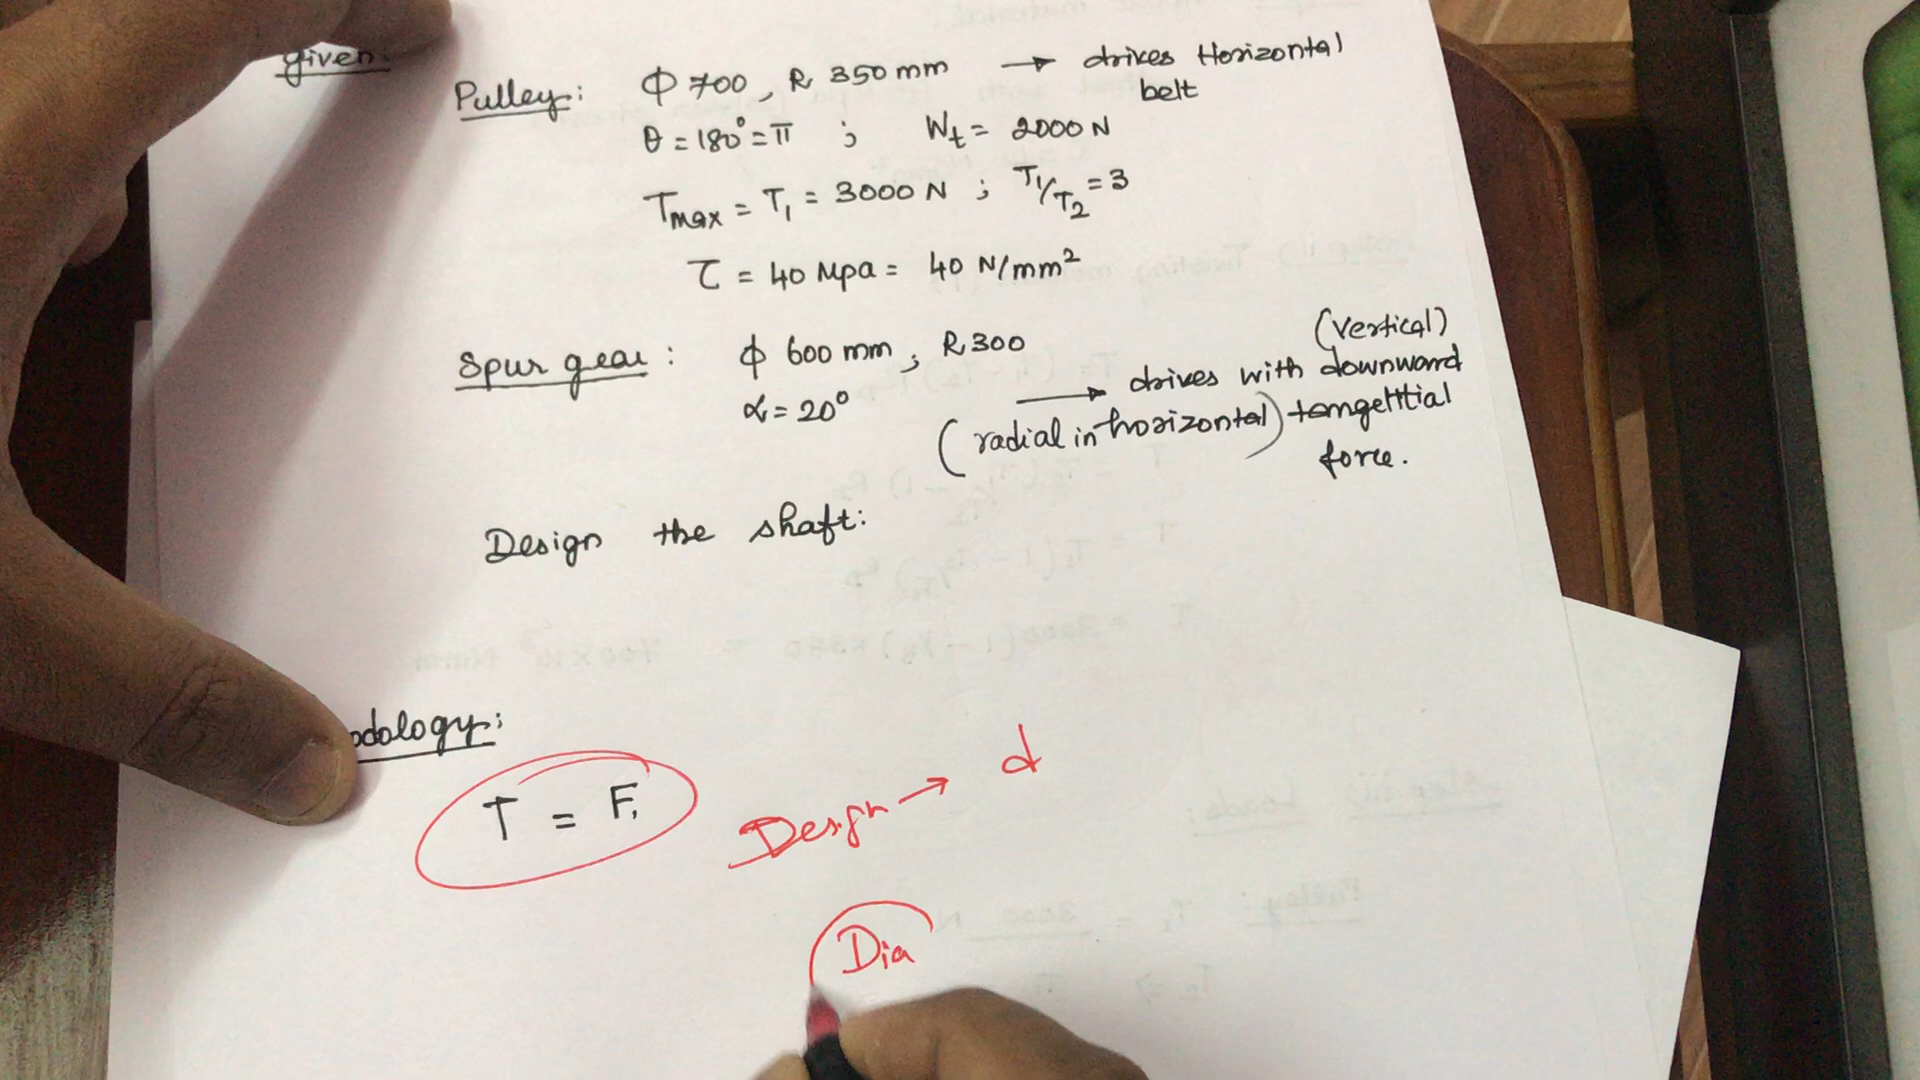 given:
Pulley: Φ 700, R 350 mm → drives Horizontal
belt
θ = 180° = π ; Wt = 2000 N
Tmax = T1 = 3000 N ; T1/T2 = 3
τ = 40 Mpa = 40 N/mm²
Spur gear: ϕ 600 mm, R 300
(vertical)
α = 20° → drives with downward
(radial in horizontal) tangettial
force.
Design the shaft:
odology:
T = F,
Design → d
Dia